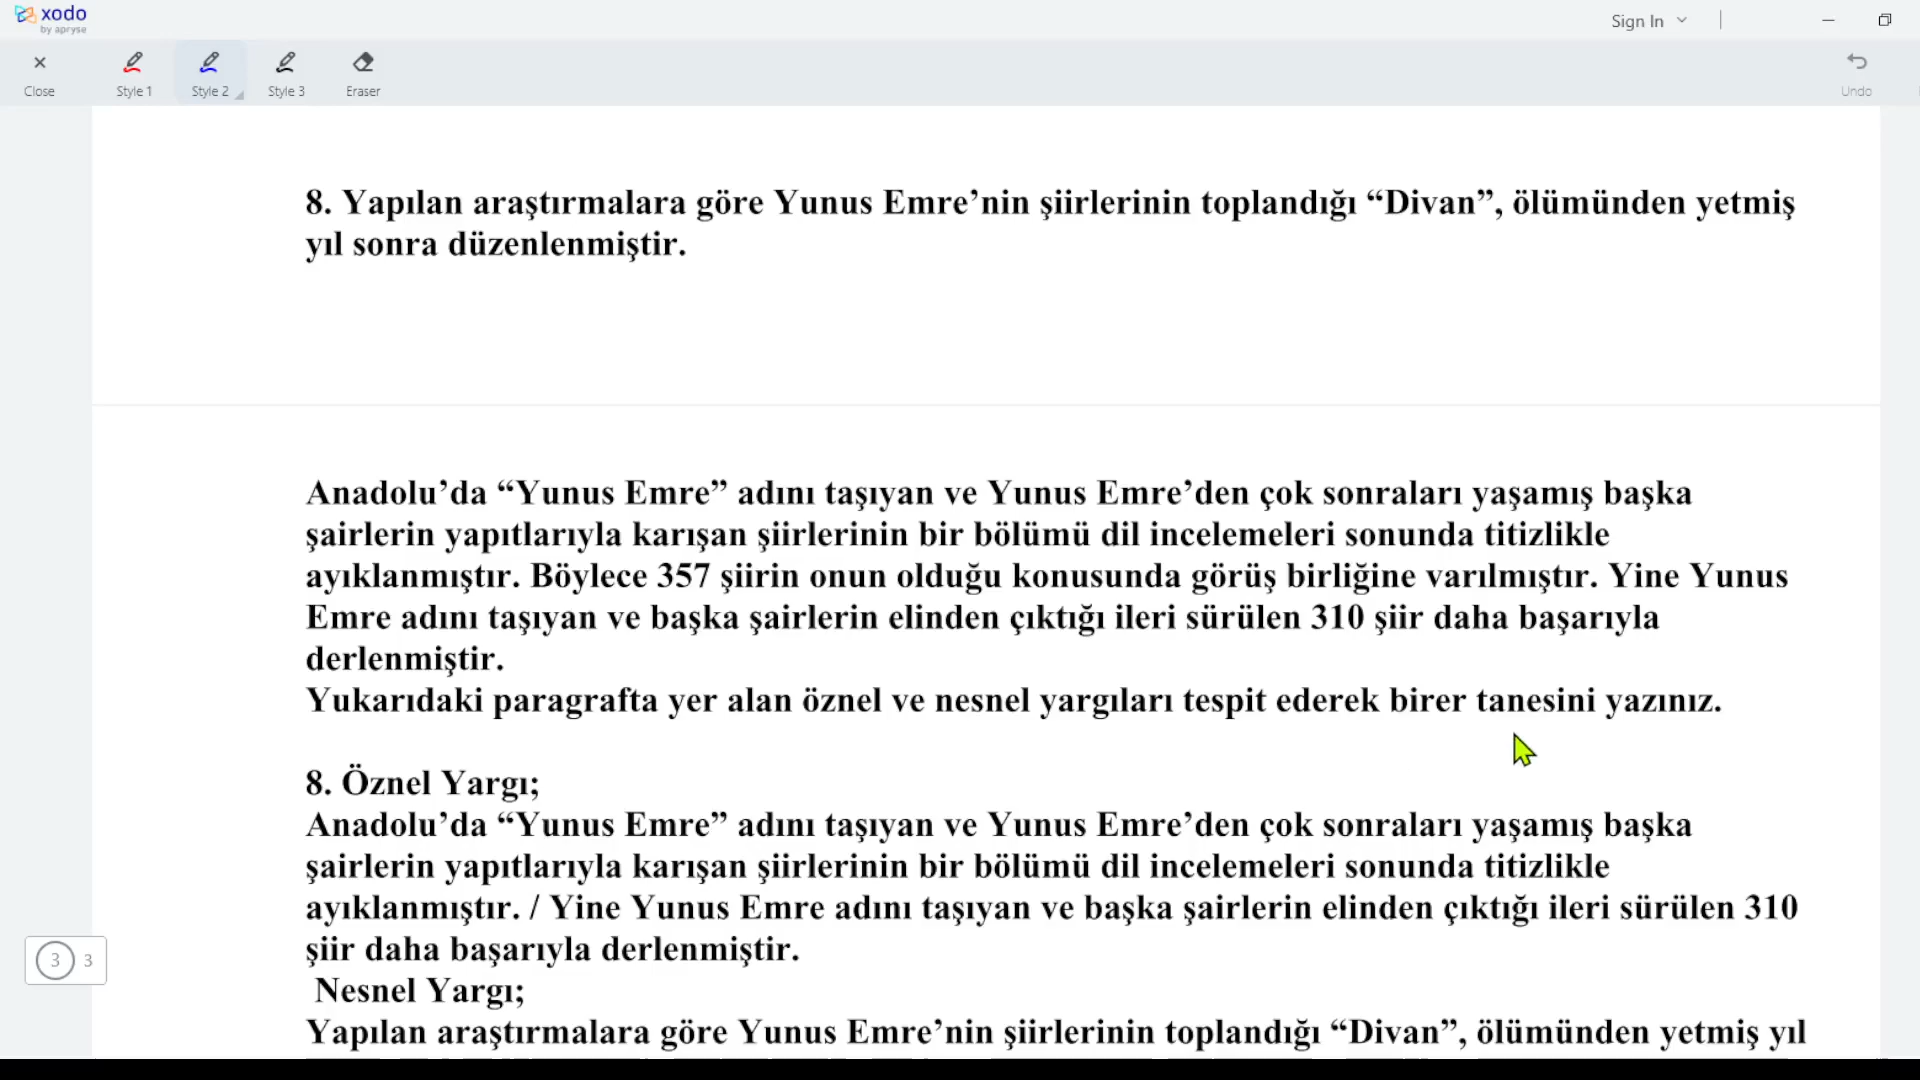 xodo
by apryse
Sign In
Close
Style 1
Style 2
Style 3
Eraser
Undo
8. Yapılan araştırmalara göre Yunus Emre’nin şiirlerinin toplandığı “Divan”, ölümünden yetmiş
yıl sonra düzenlenmiştir.
Anadolu’da “Yunus Emre” adını taşıyan ve Yunus Emre’den çok sonraları yaşamış başka
şairlerin yapıtlarıyla karışan şiirlerinin bir bölümü dil incelemeleri sonunda titizlikle
ayıklanmıştır. Böylece 357 şiirin onun olduğu konusunda görüş birliğine varılmıştır. Yine Yunus
Emre adını taşıyan ve başka şairlerin elinden çıktığı ileri sürülen 310 şiir daha başarıyla
derlenmiştir.
Yukarıdaki paragrafta yer alan öznel ve nesnel yargıları tespit ederek birer tanesini yazınız.
8. Öznel Yargı;
Anadolu’da “Yunus Emre” adını taşıyan ve Yunus Emre’den çok sonraları yaşamış başka
şairlerin yapıtlarıyla karışan şiirlerinin bir bölümü dil incelemeleri sonunda titizlikle
ayıklanmıştır. / Yine Yunus Emre adını taşıyan ve başka şairlerin elinden çıktığı ileri sürülen 310
şiir daha başarıyla derlenmiştir.
Nesnel Yargı;
Yapılan araştırmalara göre Yunus Emre’nin şiirlerinin toplandığı “Divan”, ölümünden yetmiş yıl
3 3